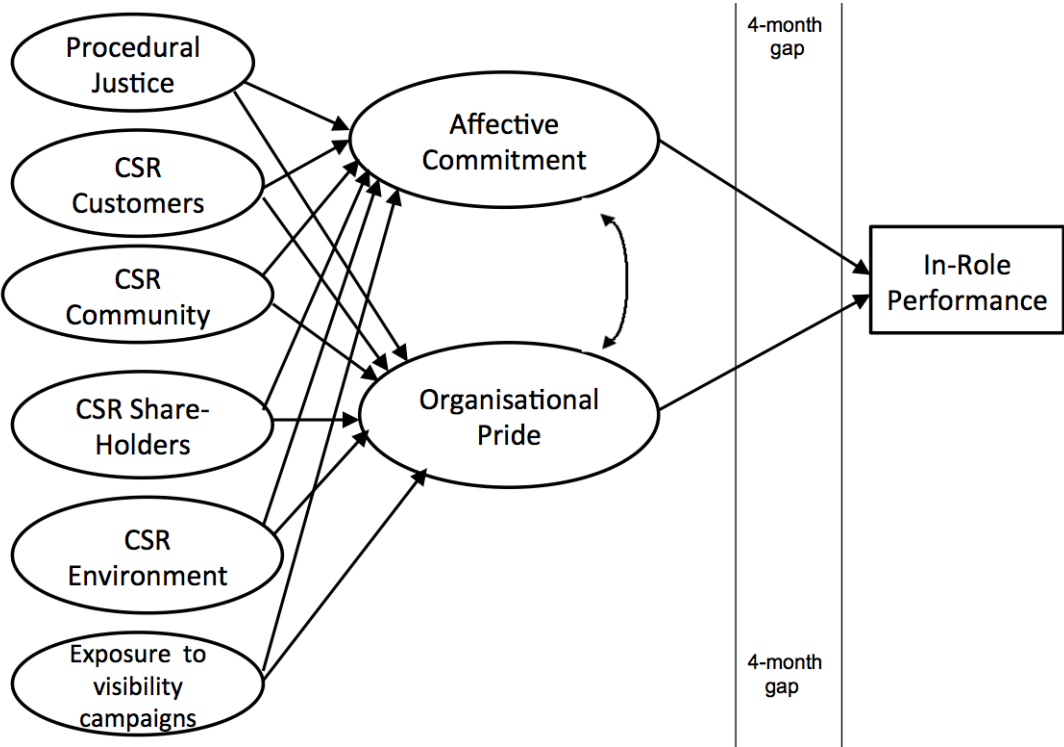 Procedural
Justice
CSR
Customers
CSR
Community
CSR Share-
Holders
CSR
Environment
Exposure to
visibility
campaigns
Affective
Commitment
Organisational
Pride
4-month
gap
4-month
gap
In-Role
Performance